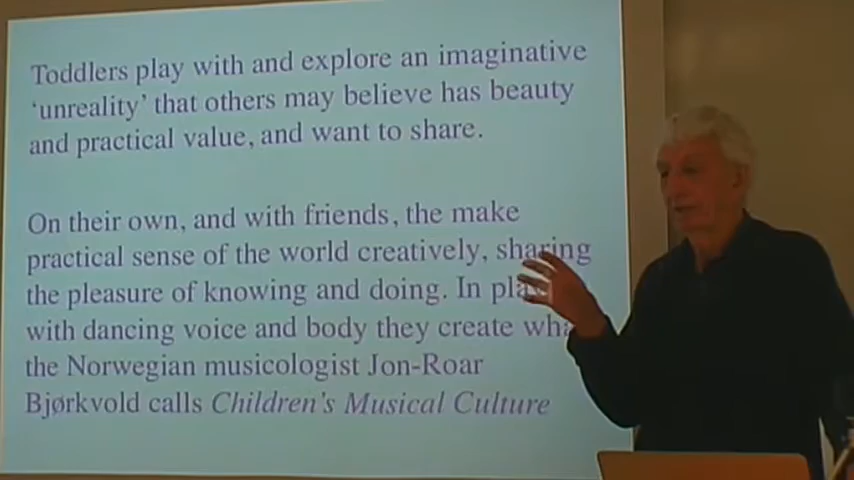 Toddlers play with and explore an imaginative
‘unreality’ that others may believe has beauty
and practical value, and want to share.
On their own, and with friends, the make
practical sense of the world creatively, sharing
the pleasure of knowing and doing. In
with dancing voice and body they create
the Norwegian musicologist Jon-Roar
Bjørkvold calls Children's Musical Culture